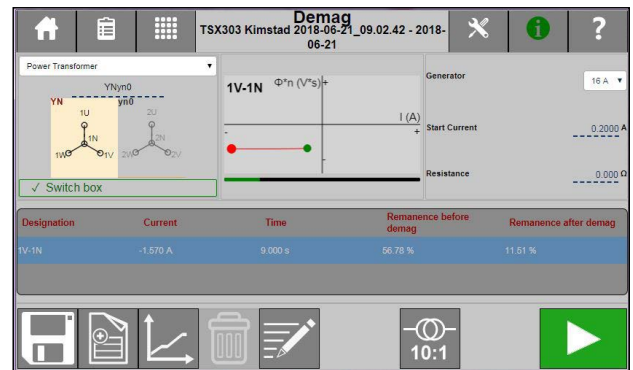 Demag
TSX303 Kimstad 2018-06-21_09.02.42 - 2018-
06-21
?
Power Transformer
YNyn0
YN
yn0
1U
2U
1N
2N
1W
1V
2W
2V
✓ Switch box
1V-1N
Φ*n (V*s)
+
I (A)
-
+
-
Generator
16 A
Start Current
0.2000 A
Resistance
0.000 Ω
Designation Current Time Remanence before demag Remanence after demag
1V-1N -1.570 A 9.000 s 56.78 % 11.51 %
10:1